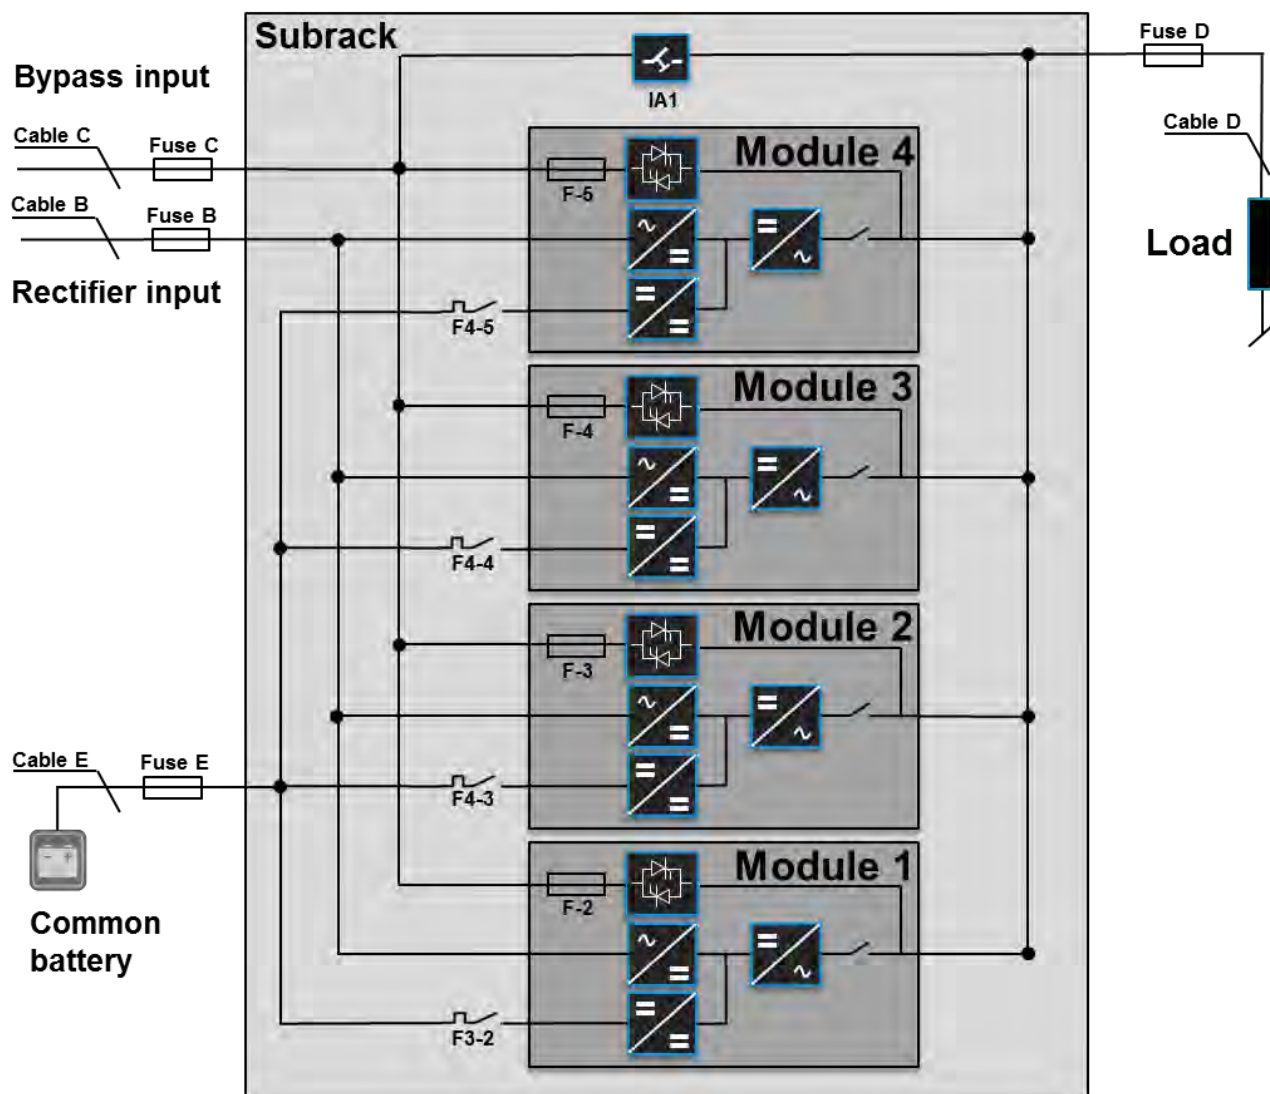 Subrack
Fuse D
Bypass input
IA1
Cable C
Fuse C
Module 4
Cable D
F-5
Cable B
Fuse B
Load
Rectifier input
F4-5
Module 3
F-4
F4-4
Module 2
F-3
Cable E
Fuse E
F4-3
Module 1
F-2
Common
battery
F3-2